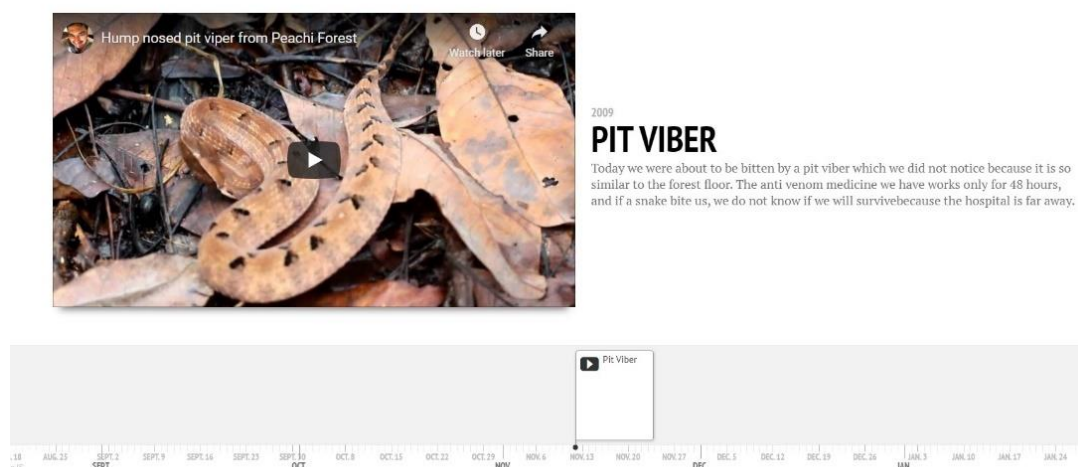 Hump nosed pit viper from Peachi Forest
Watch later Share
2009
PIT VIBER
Today we were about to be bitten by a pit viber which we did not notice because it is so
similar to the forest floor. The anti venom medicine we have works only for 48 hours,
and if a snake bite us, we do not know if we will survivebecause the hospital is far away.
Pit Viber
18 AUG. 25 SEPT. 2 SEPT. 9 SEPT. 16 SEPT. 23 SEPT. 30 OCT. 8 OCT. 15 OCT. 22 OCT. 29 NOV. 6 NOV. 13 NOV. 20 NOV. 27 DEC. 5 DEC. 12 DEC. 19 DEC. 26 JAN. 3 JAN. 10 JAN. 17 JAN. 24
SEPT. OCT. NOV. DEC. JAN.